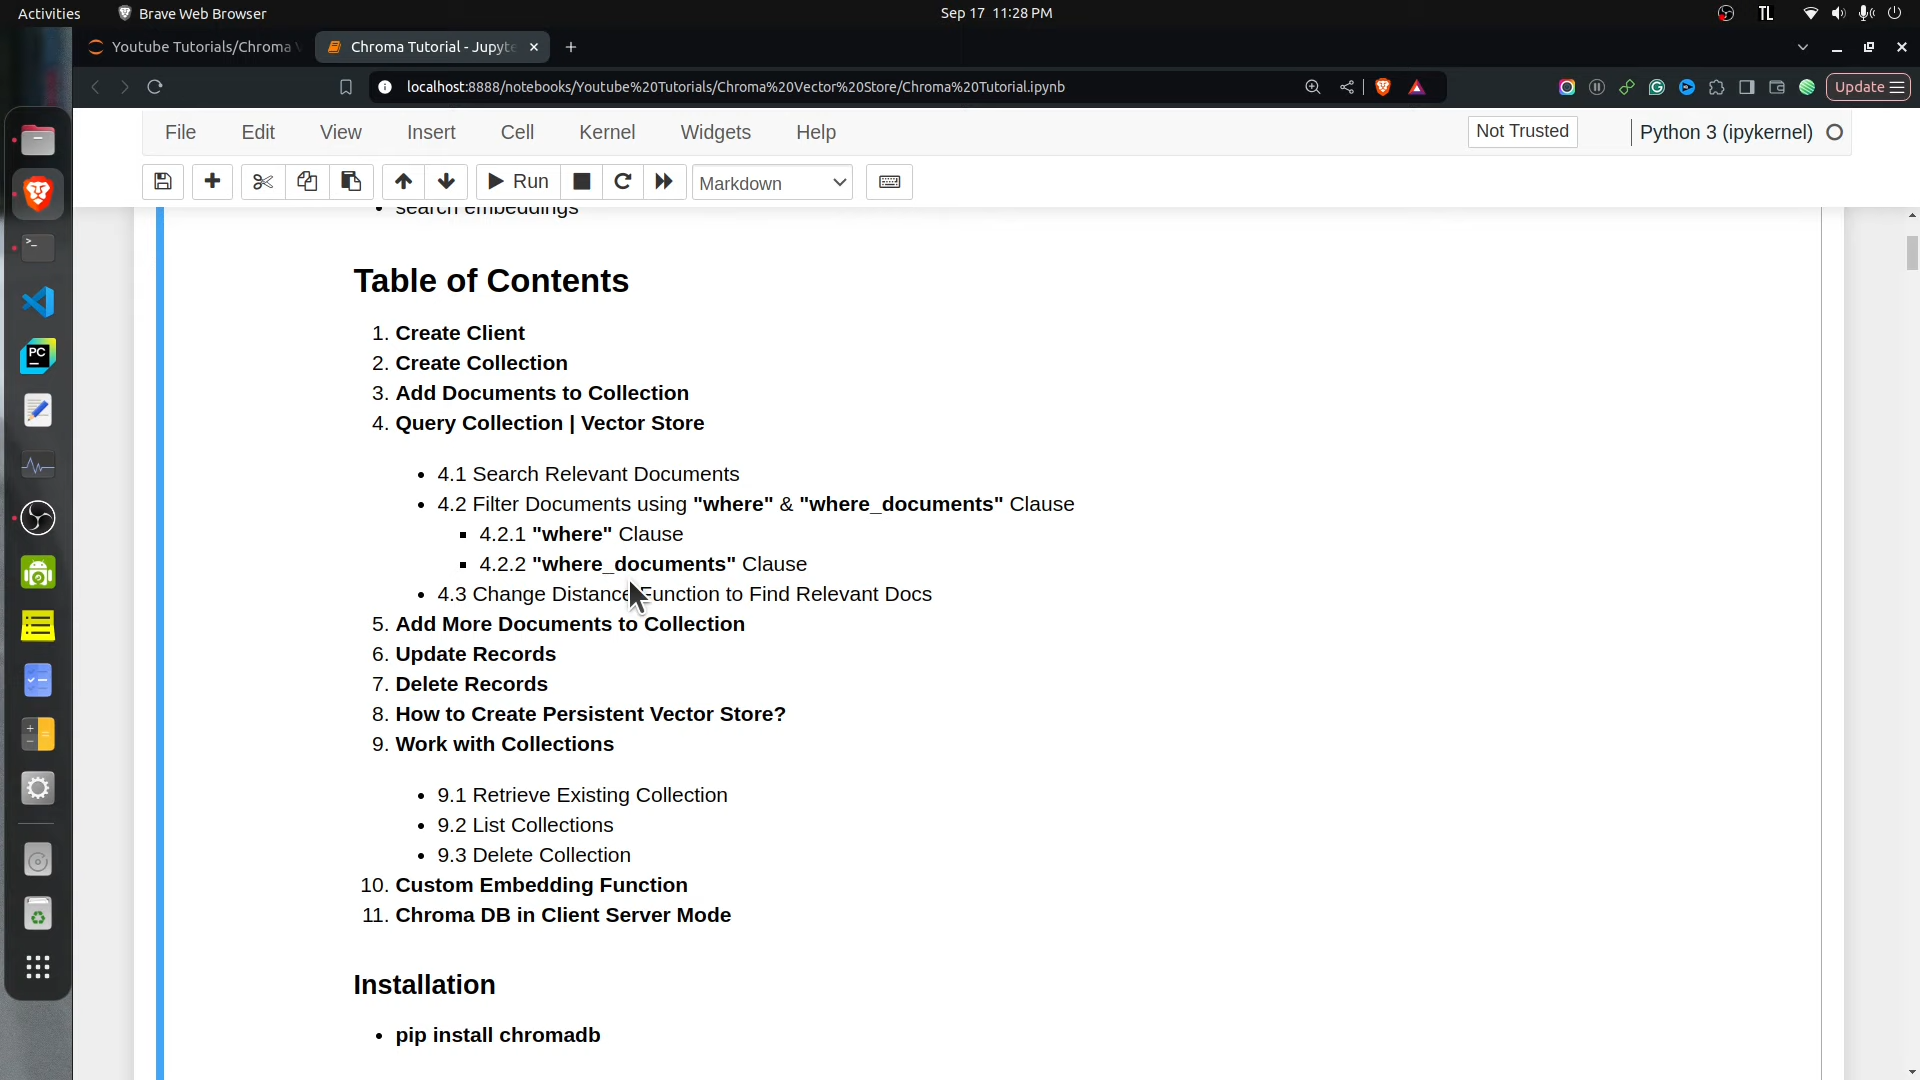 Activities
Brave Web Browser
Sep 17 11:28 PM
TL
Youtube Tutorials/Chroma V
Chroma Tutorial - Jupyte
localhost:8888/notebooks/Youtube%20Tutorials/Chroma%20Vector%20Store/Chroma%20Tutorial.ipynb
Update
File Edit View Insert Cell Kernel Widgets Help
Not Trusted
Python 3 (ipykernel)
Run
Markdown
search embeddings
Table of Contents
1. Create Client
2. Create Collection
3. Add Documents to Collection
4. Query Collection | Vector Store
• 4.1 Search Relevant Documents
• 4.2 Filter Documents using "where" & "where_documents" Clause
▪ 4.2.1 "where" Clause
▪ 4.2.2 "where_documents" Clause
• 4.3 Change Distance Function to Find Relevant Docs
5. Add More Documents to Collection
6. Update Records
7. Delete Records
8. How to Create Persistent Vector Store?
9. Work with Collections
• 9.1 Retrieve Existing Collection
• 9.2 List Collections
• 9.3 Delete Collection
10. Custom Embedding Function
11. Chroma DB in Client Server Mode
Installation
• pip install chromadb
PC